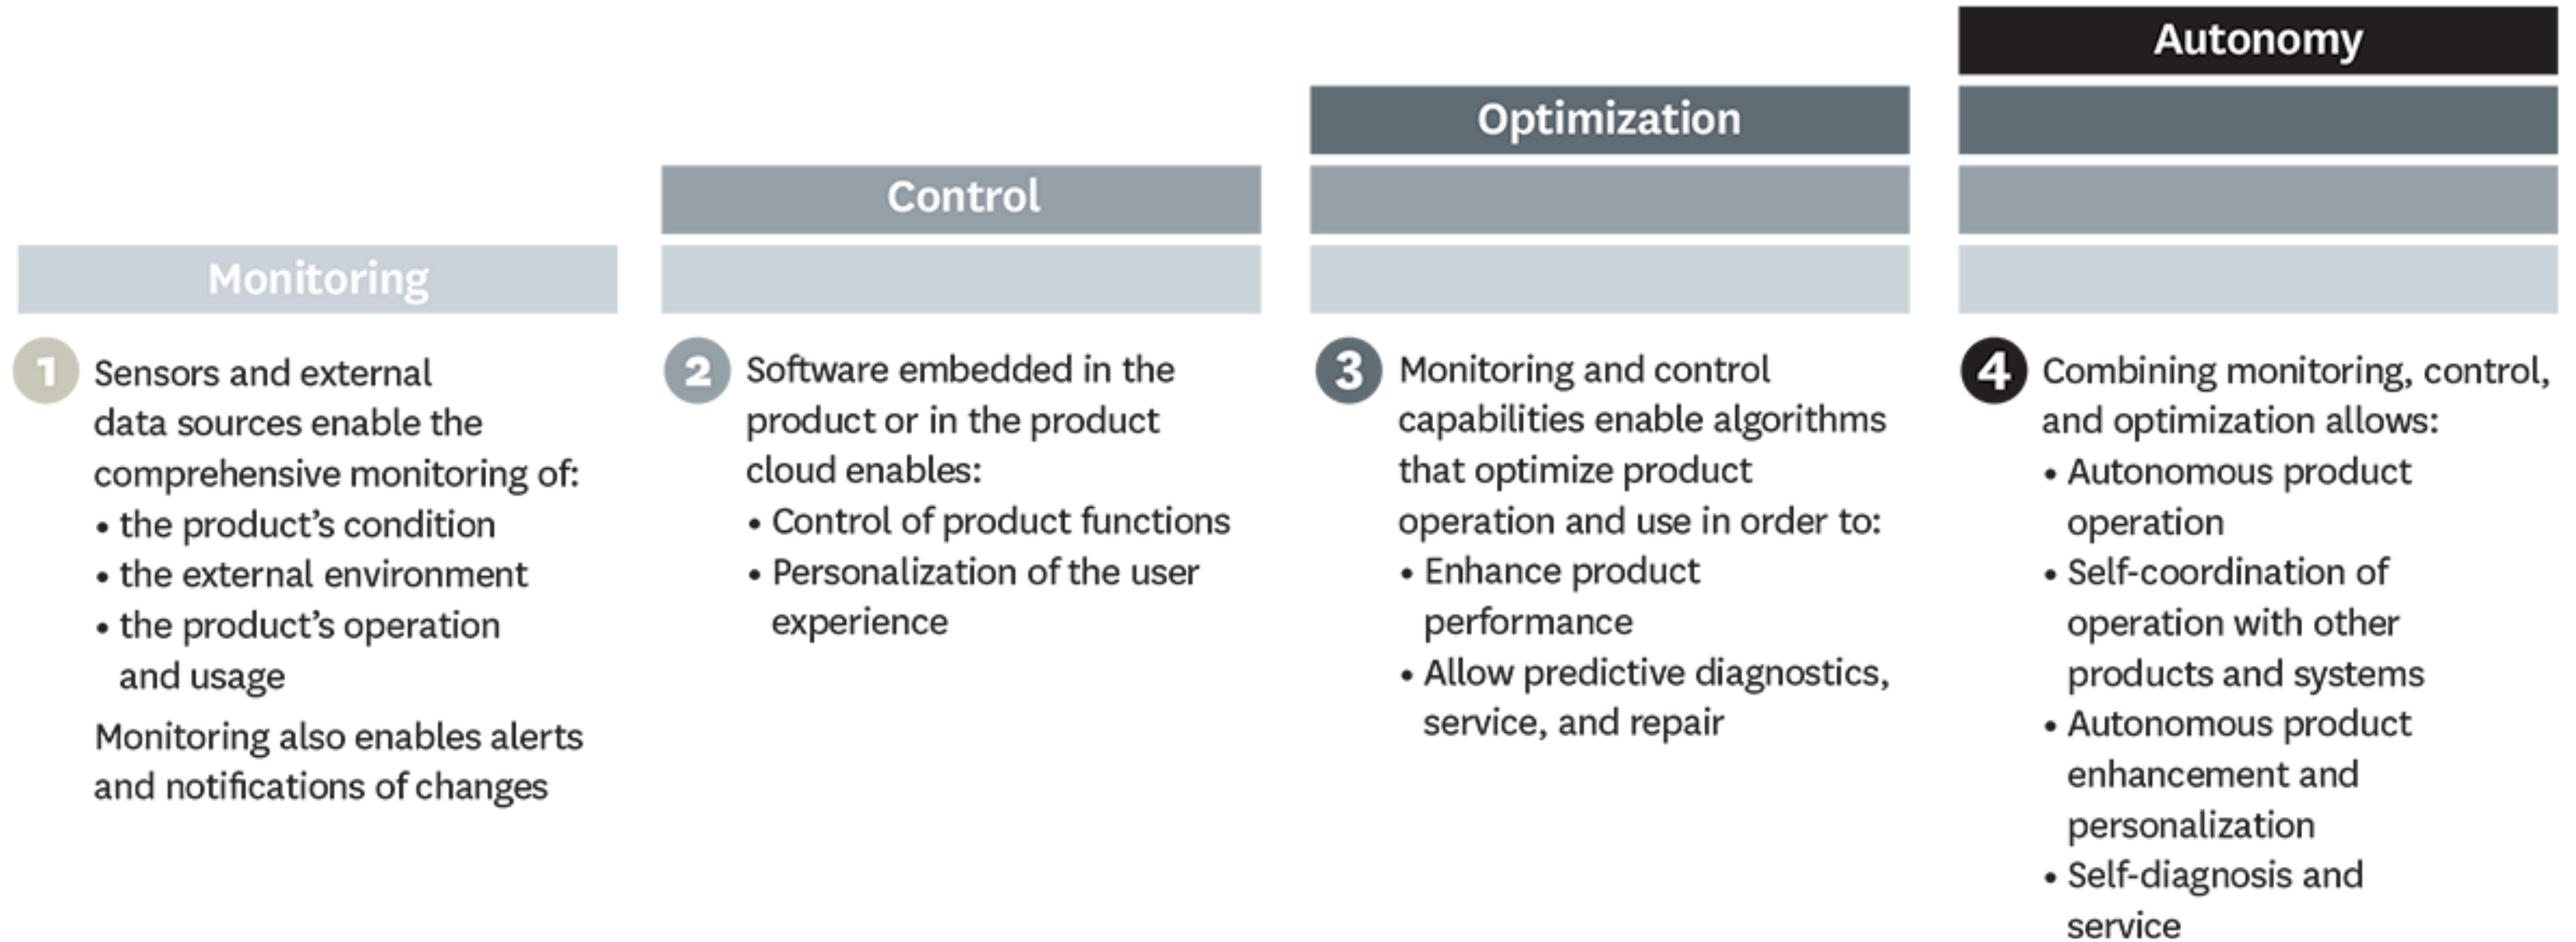 Monitoring
1
Sensors and external
data sources enable the
comprehensive monitoring of:
• the product’s condition
• the external environment
• the product’s operation
and usage
Monitoring also enables alerts
and notifications of changes
Control
2
Software embedded in the
product or in the product
cloud enables:
• Control of product functions
• Personalization of the user
experience
Optimization
3
Monitoring and control
capabilities enable algorithms
that optimize product
operation and use in order to:
• Enhance product
performance
• Allow predictive diagnostics,
service, and repair
Autonomy
4
Combining monitoring, control,
and optimization allows:
• Autonomous product
operation
• Self-coordination of
operation with other
products and systems
• Autonomous product
enhancement and
personalization
• Self-diagnosis and
service